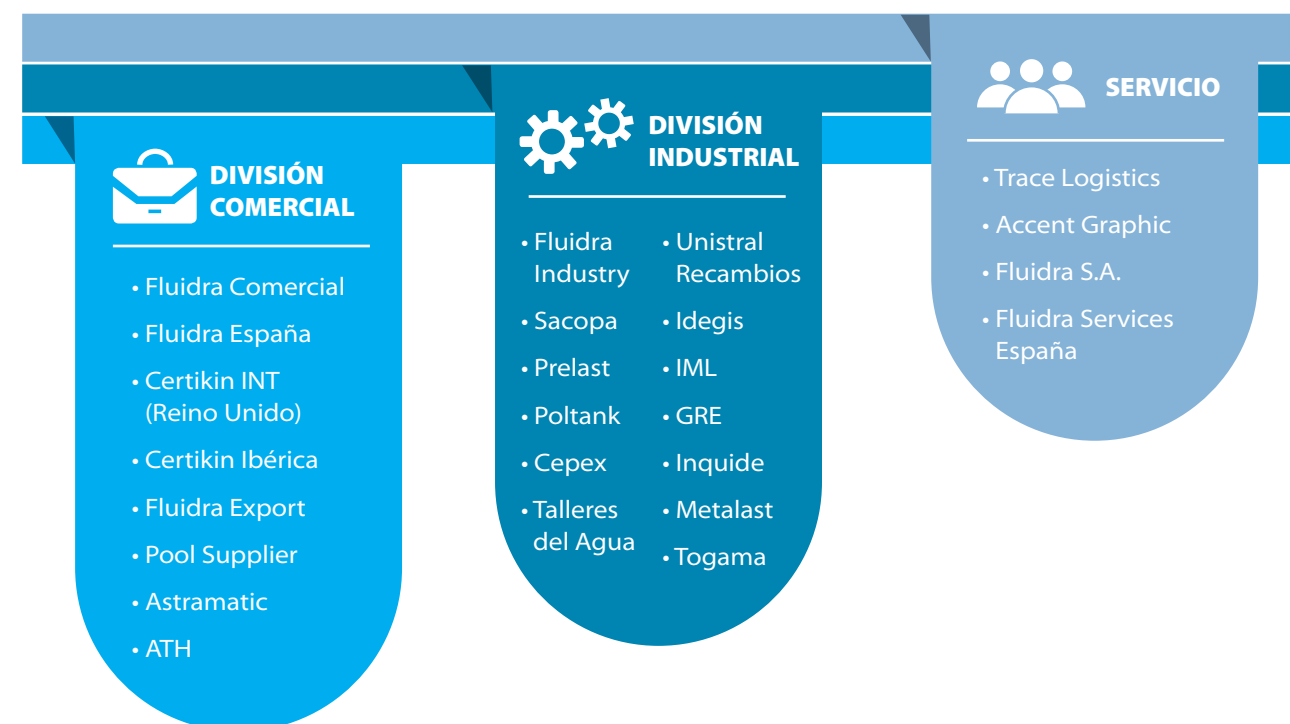 DIVISIÓN
COMERCIAL
• Fluidra Comercial
• Fluidra España
• Certikin INT
(Reino Unido)
• Certikin Ibérica
• Fluidra Export
• Pool Supplier
• Astramatic
• ATH
DIVISIÓN
INDUSTRIAL
• Fluidra
Industry
• Sacopa
• Prelast
• Poltank
• Cepex
• Talleres
del Agua
• Unistral
Recambios
• Idegis
• IML
• GRE
• Inquide
• Metalast
• Togama
SERVICIO
• Trace Logistics
• Accent Graphic
• Fluidra S.A.
• Fluidra Services
España